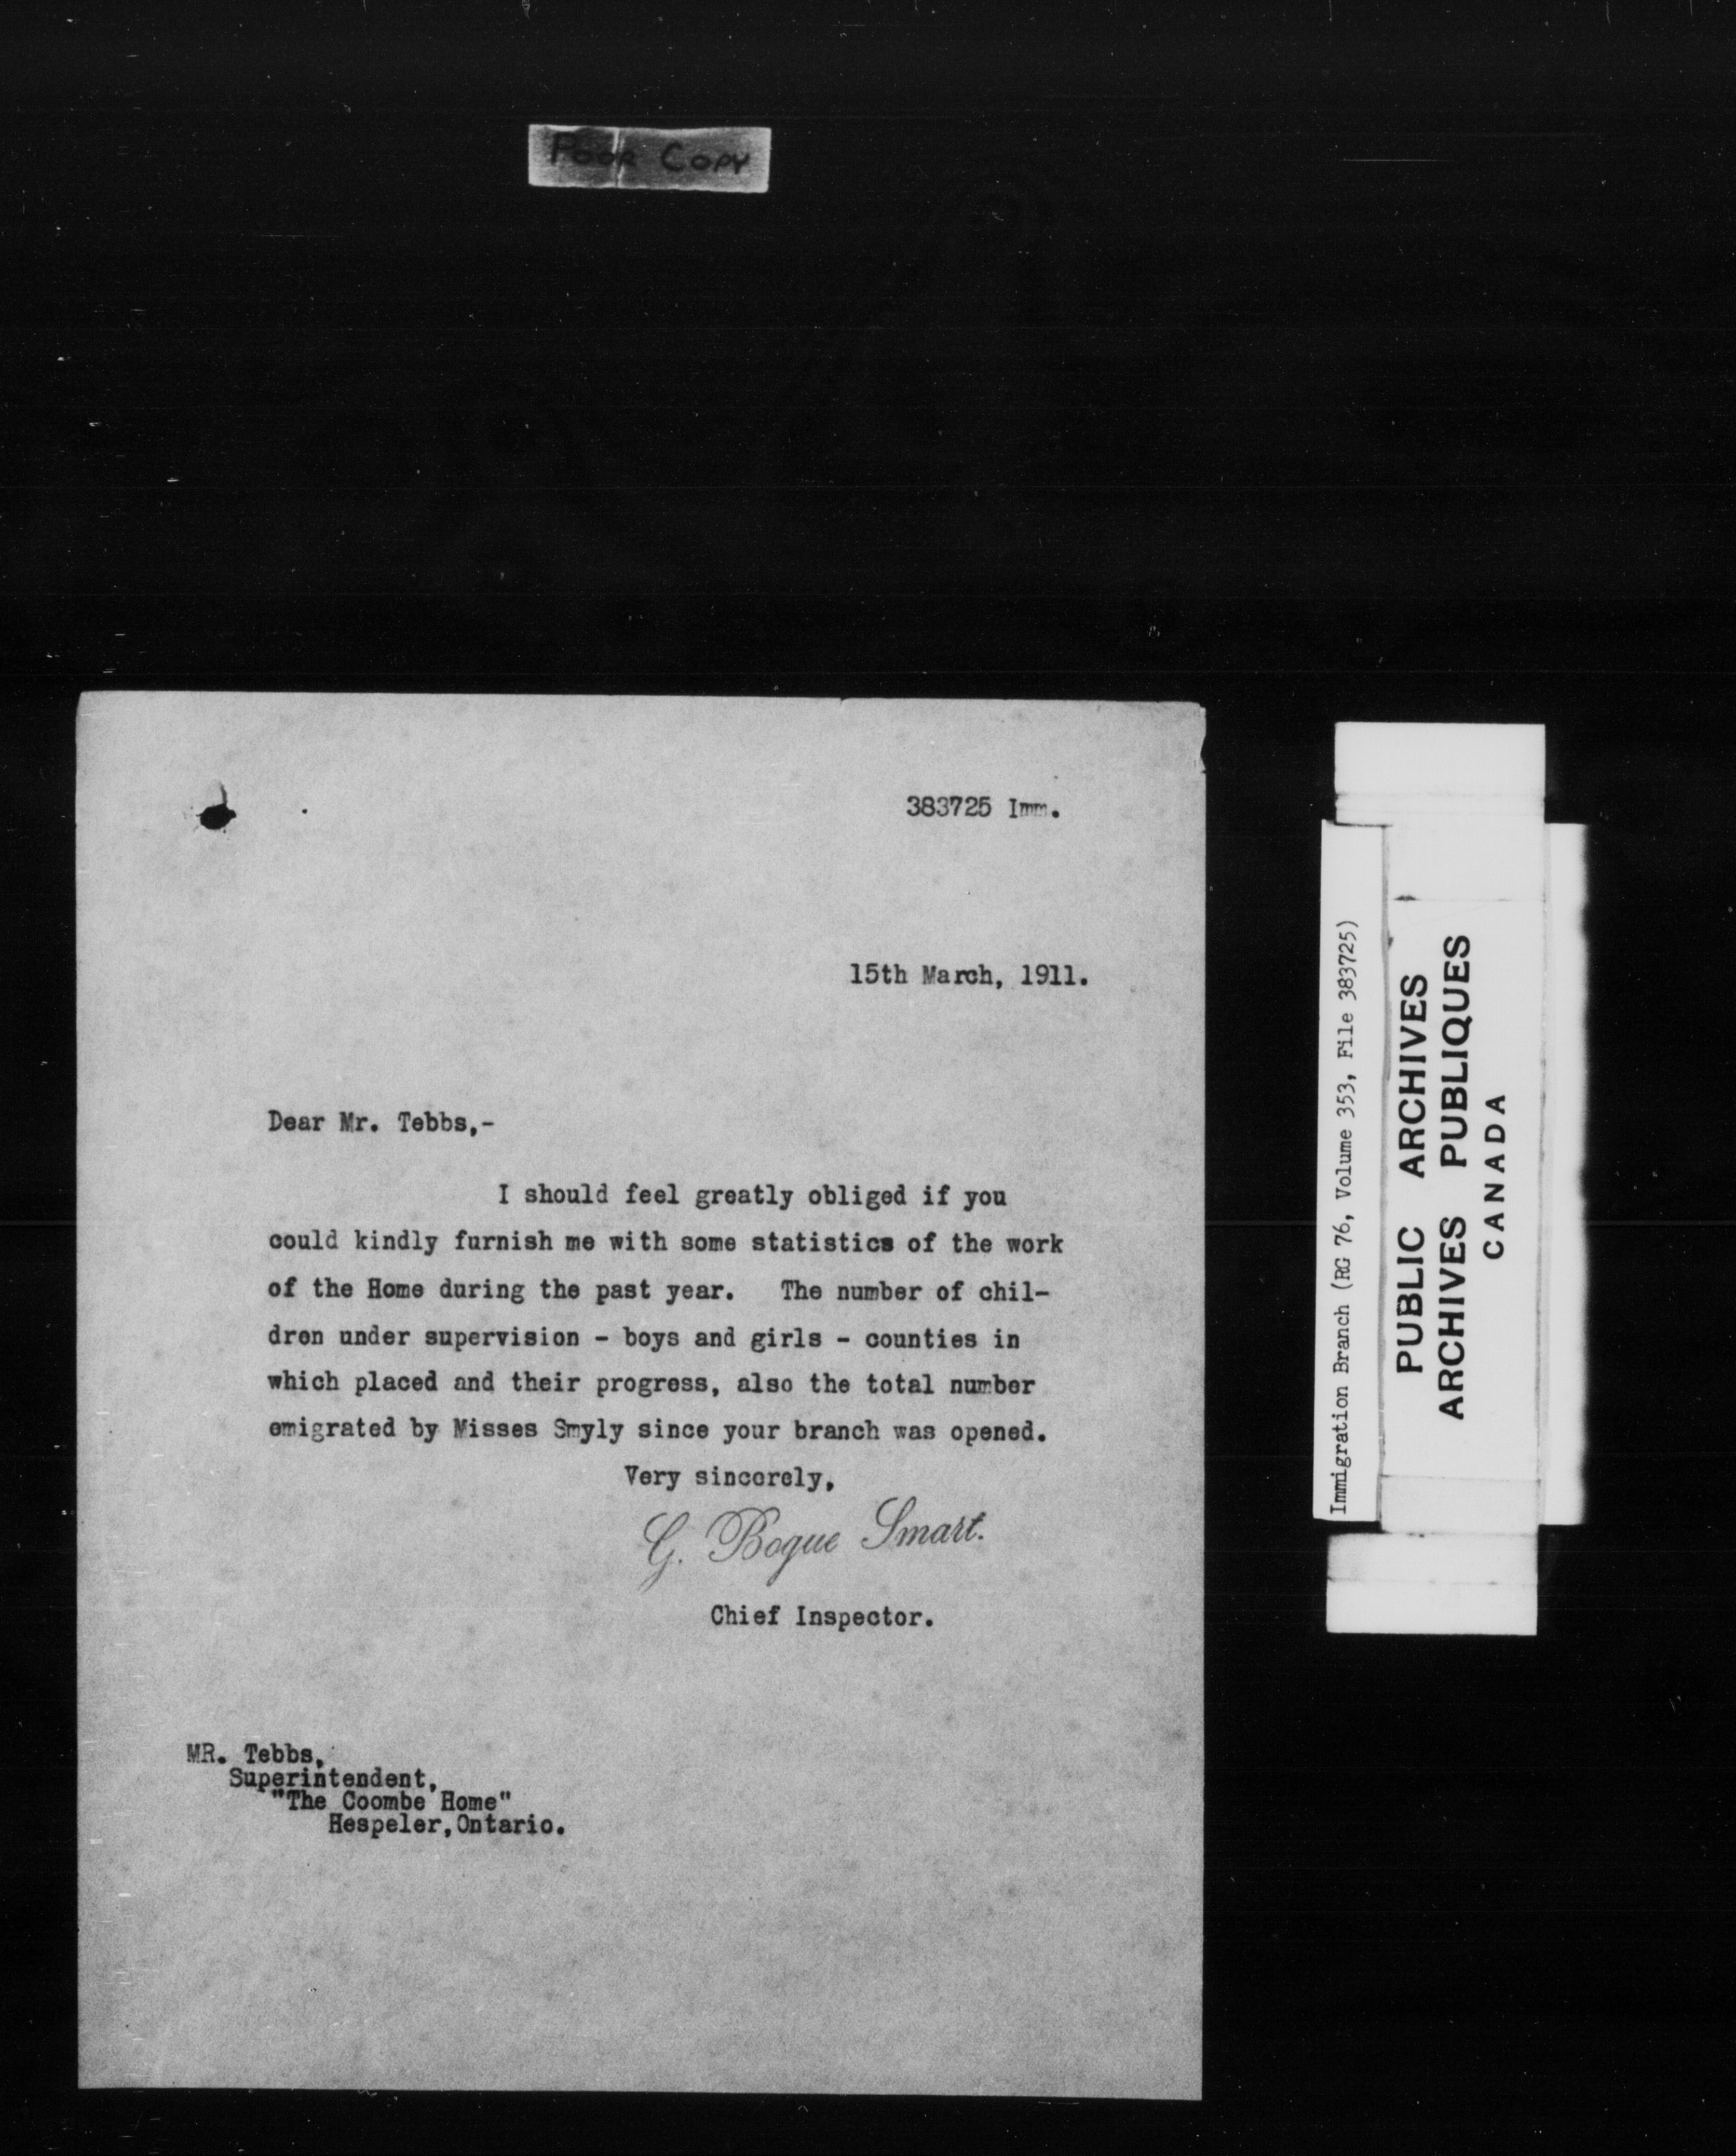 POOR COPY
383725 Imm.
15th March, 1911.
Dear Mr. Tebbs,-
I should feel greatly obliged if you
could kindly furnish me with some statistics of the work
of the Home during the past year. The number of chil-
dren under supervision - boys and girls - counties in
which placed and their progress, also the total number
emigrated by Misses Smyly since your branch was opened.
Very sincerely,
G. Bogue Smart.
Chief Inspector.
MR. Tebbs,
Superintendent,
"The Coombe Home"
Hespeler,Ontario.
Immigration Branch (RG 76, Volume 353, File 383725)
PUBLIC ARCHIVES
ARCHIVES PUBLIQUES
CANADA